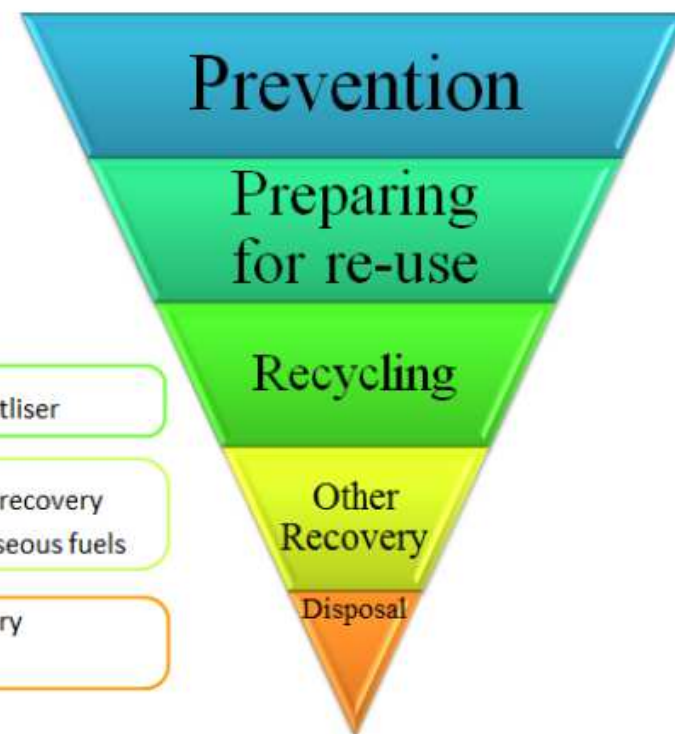 Prevention
Preparing
for re-use
Recycling
tliser
Other
Recovery
recovery
seous fuels
Disposal
ry